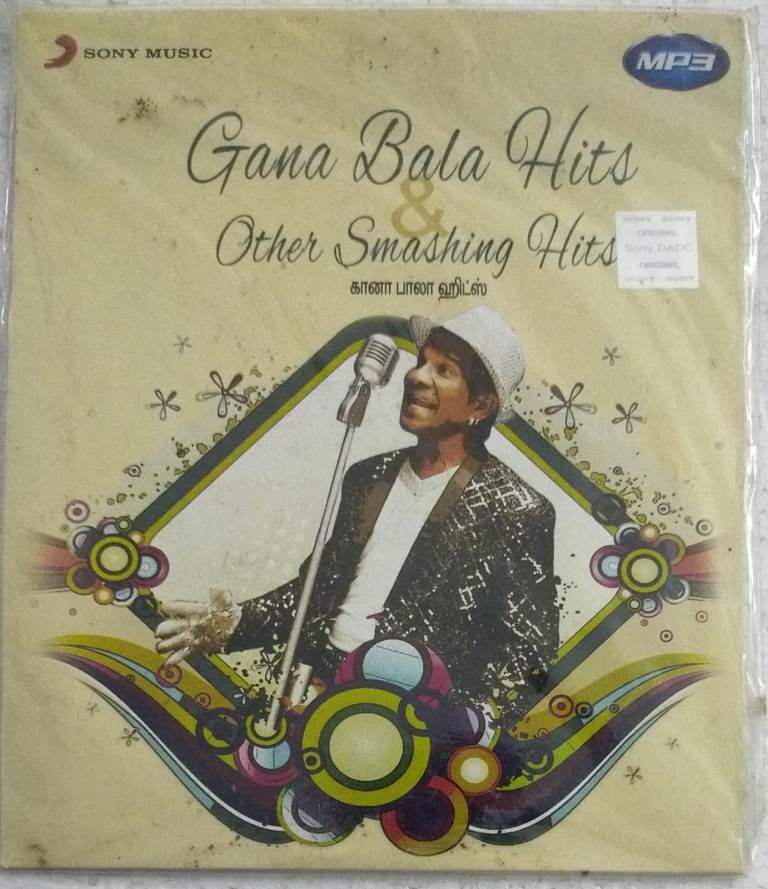 SONY MUSIC
MP3
Gana Bala Hits
&
Other Smashing Hits
கானா பாலா ஹிட்ஸ்
SONY SONY
ORIGINAL
Sony DADC
ORIGINAL
SONY SONY